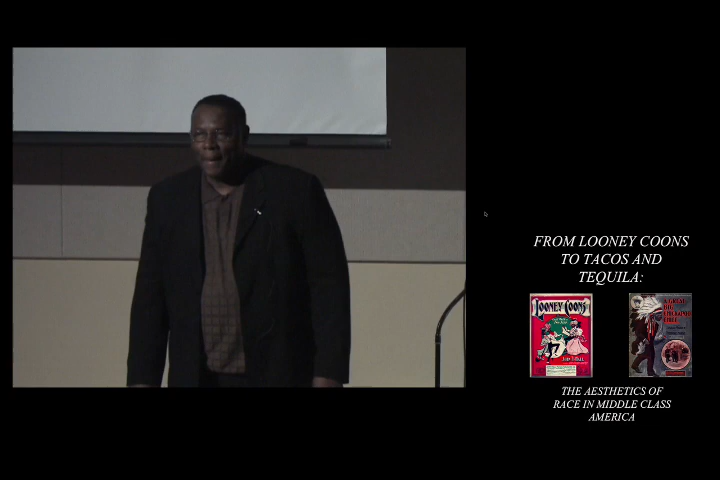 FROM LOONEY COONS
TO TACOS AND
TEQUILA:
LOONEY COONS
THE AESTHETICS OF
RACE IN MIDDLE CLASS
AMERICA